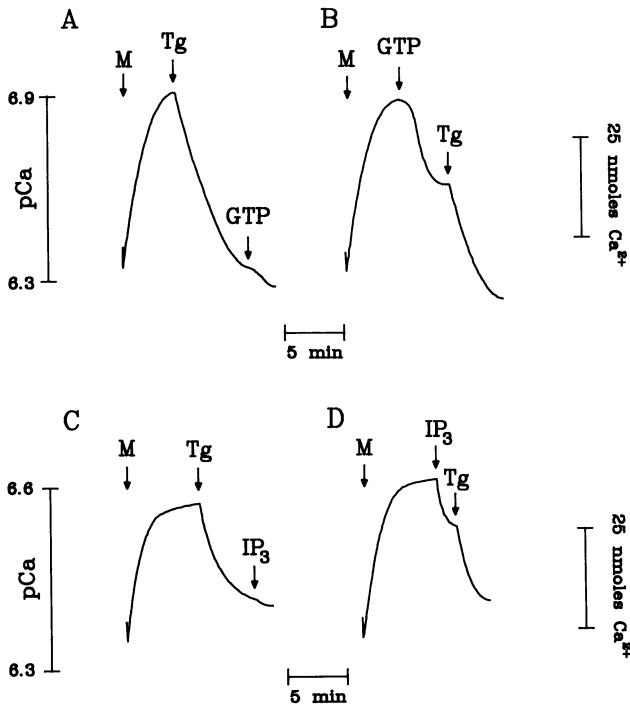 A
B
M
Tg
M
GTP
Tg
GTP
6.9
pCa
6.3
25 nmoles Ca2+
5 min
C
D
M
Tg
IP3
M
IP3
Tg
6.6
pCa
6.3
25 nmoles Ca2+
5 min